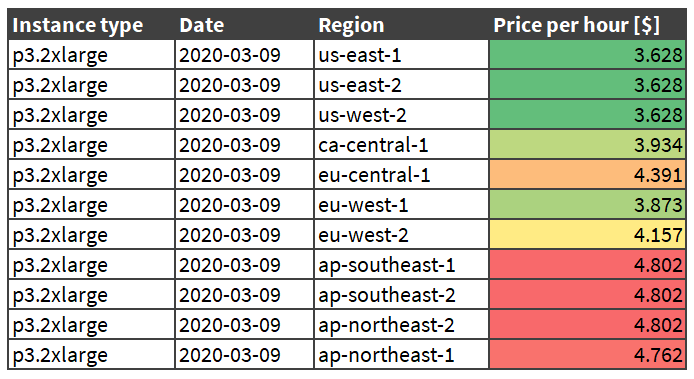 Instance type Date Region Price per hour [$]
p3.2xlarge 2020-03-09 us-east-1 3.628
p3.2xlarge 2020-03-09 us-east-2 3.628
p3.2xlarge 2020-03-09 us-west-2 3.628
p3.2xlarge 2020-03-09 ca-central-1 3.934
p3.2xlarge 2020-03-09 eu-central-1 4.391
p3.2xlarge 2020-03-09 eu-west-1 3.873
p3.2xlarge 2020-03-09 eu-west-2 4.157
p3.2xlarge 2020-03-09 ap-southeast-1 4.802
p3.2xlarge 2020-03-09 ap-southeast-2 4.802
p3.2xlarge 2020-03-09 ap-northeast-2 4.802
p3.2xlarge 2020-03-09 ap-northeast-1 4.762